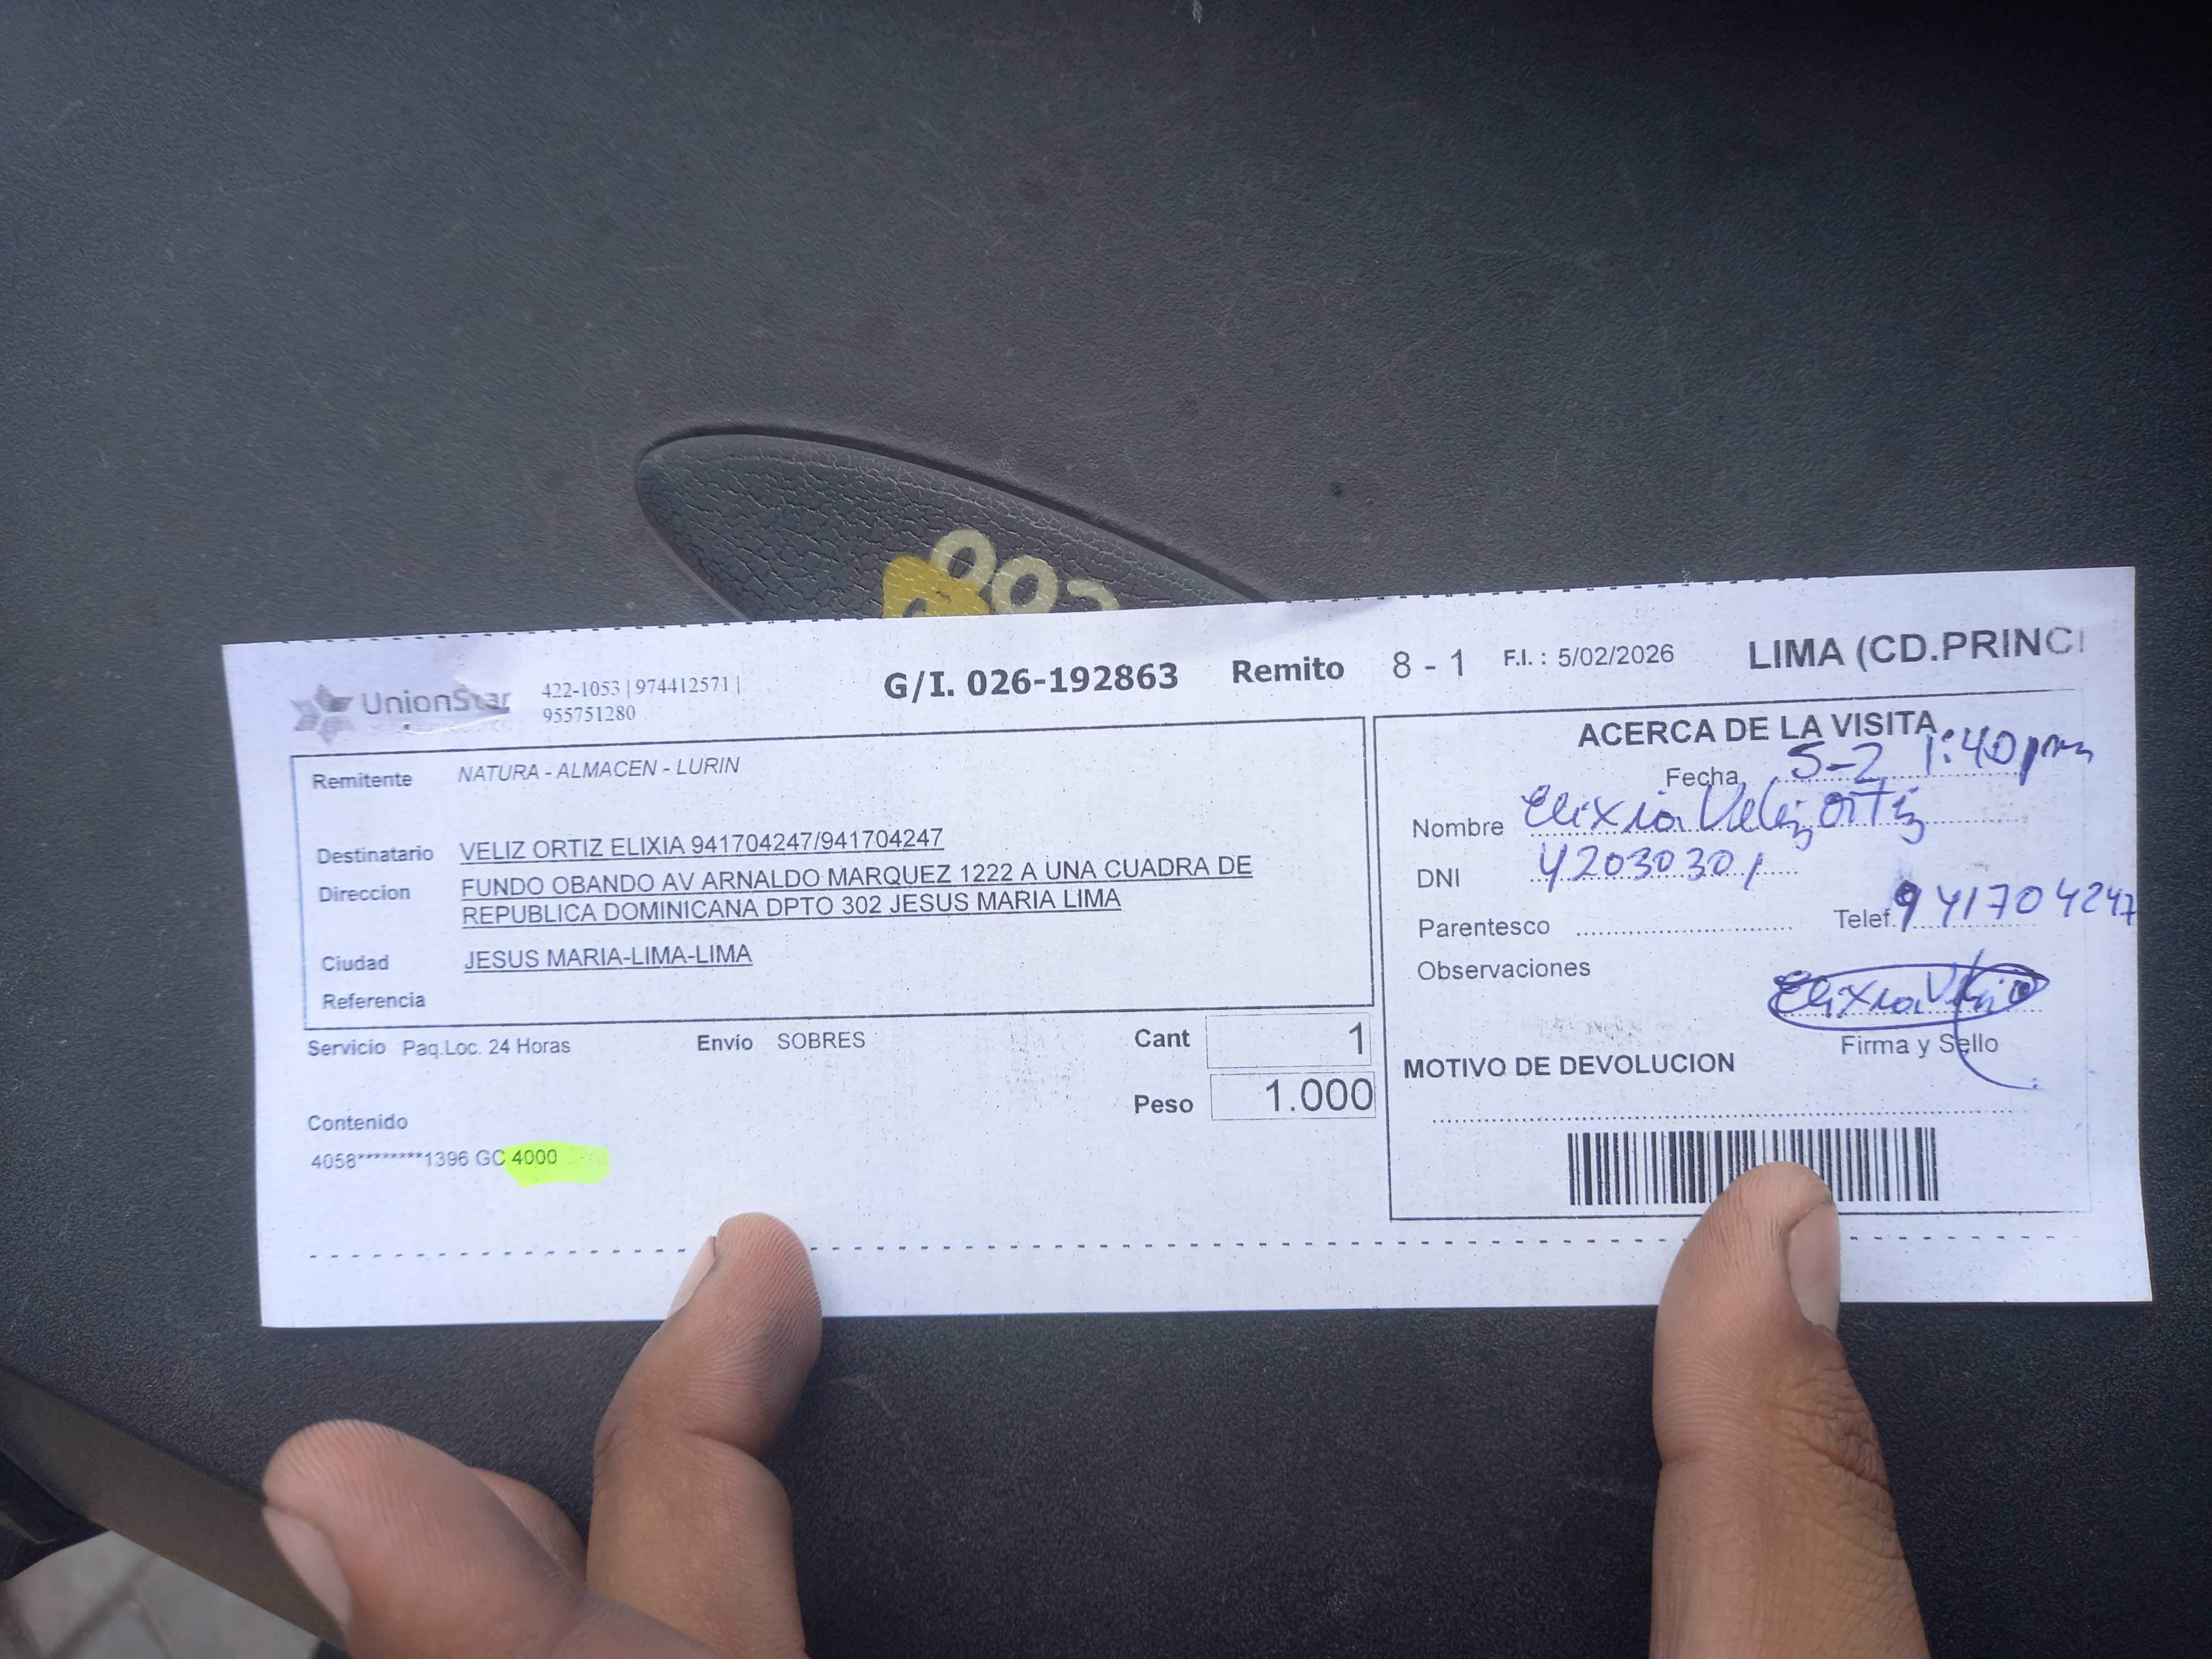 002
UnionStar
422-1053 | 974412571 |
955751280
G/I. 026-192863 Remito 8 - 1 F.I. : 5/02/2026 LIMA (CD.PRINCI
Remitente NATURA - ALMACEN - LURIN
Destinatario VELIZ ORTIZ ELIXIA 941704247/941704247
Direccion FUNDO OBANDO AV ARNALDO MARQUEZ 1222 A UNA CUADRA DE
REPUBLICA DOMINICANA DPTO 302 JESUS MARIA LIMA
Ciudad JESUS MARIA-LIMA-LIMA
Referencia
Servicio Paq.Loc. 24 Horas Envío SOBRES Cant 1
Peso 1.000
Contenido
4058********1396 GC 4000
ACERCA DE LA VISITA
Fecha 5-2 1:40pm
Nombre Elixia Veliz Ortiz
DNI 42030301
Parentesco Telef. 941704247
Observaciones
Elixia Veliz
Firma y Sello
MOTIVO DE DEVOLUCION